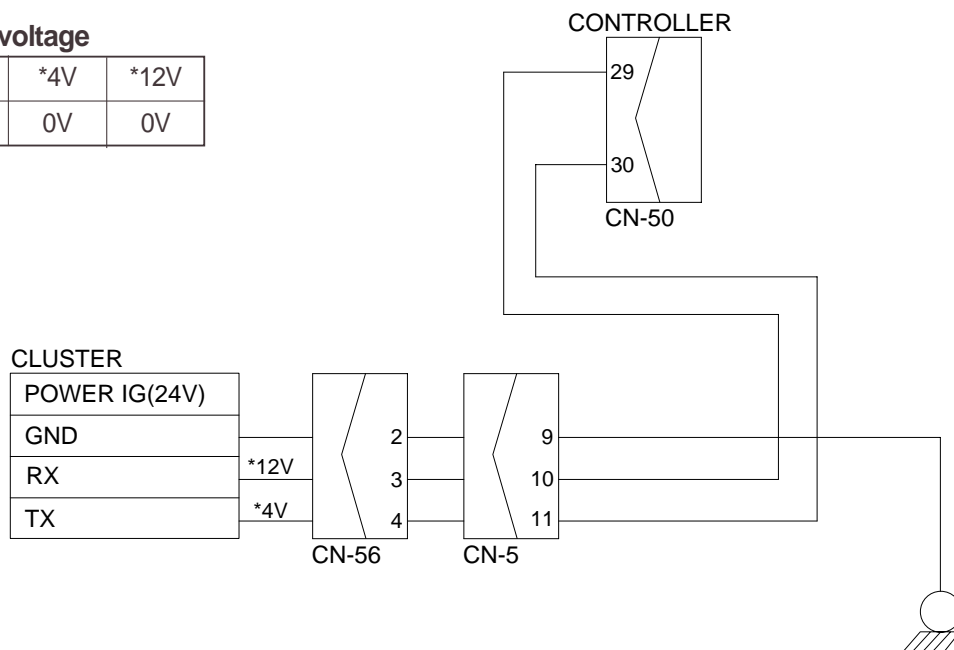 voltage
*4V *12V
0V 0V
CONTROLLER
29
30
CN-50
CLUSTER
POWER IG(24V)
GND
RX
TX
*12V
*4V
2
3
4
CN-56
9
10
11
CN-5